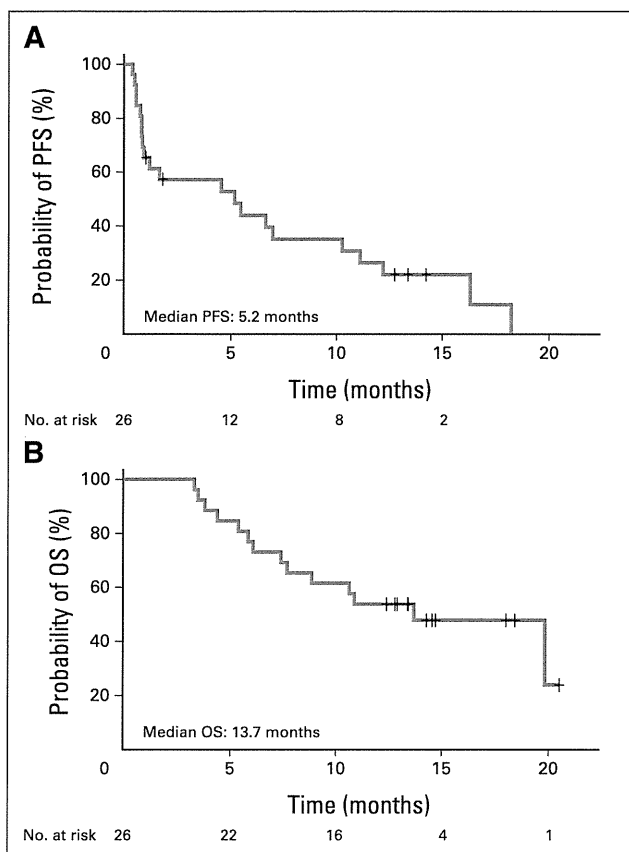 A
Probability of PFS (%)
100
80
60
40
20
Median PFS: 5.2 months
0 5 10 15 20
Time (months)
No. at risk 26 12 8 2
B
Probability of OS (%)
100
80
60
40
20
Median OS: 13.7 months
0 5 10 15 20
Time (months)
No. at risk 26 22 16 4 1